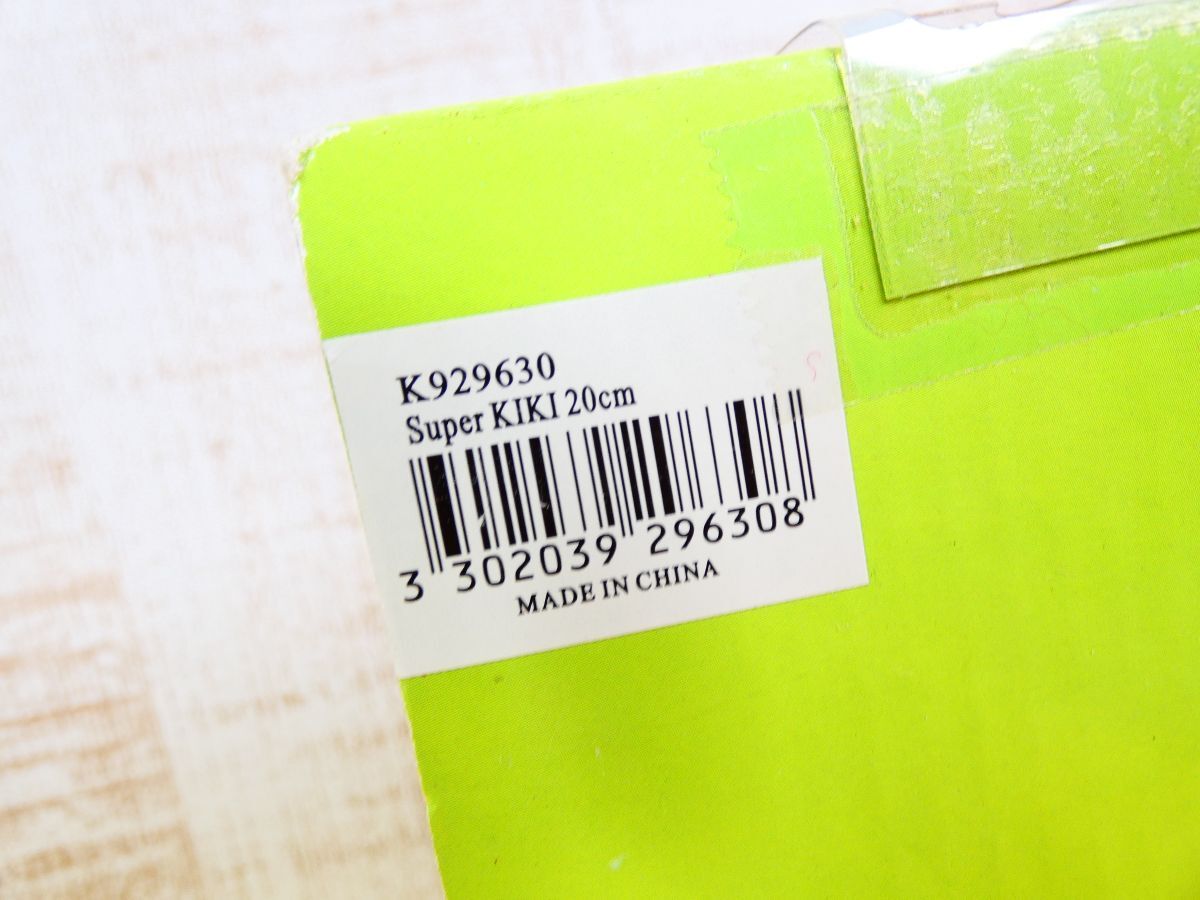 K929630
Super KIKI 20cm
3 302039 296308
MADE IN CHINA